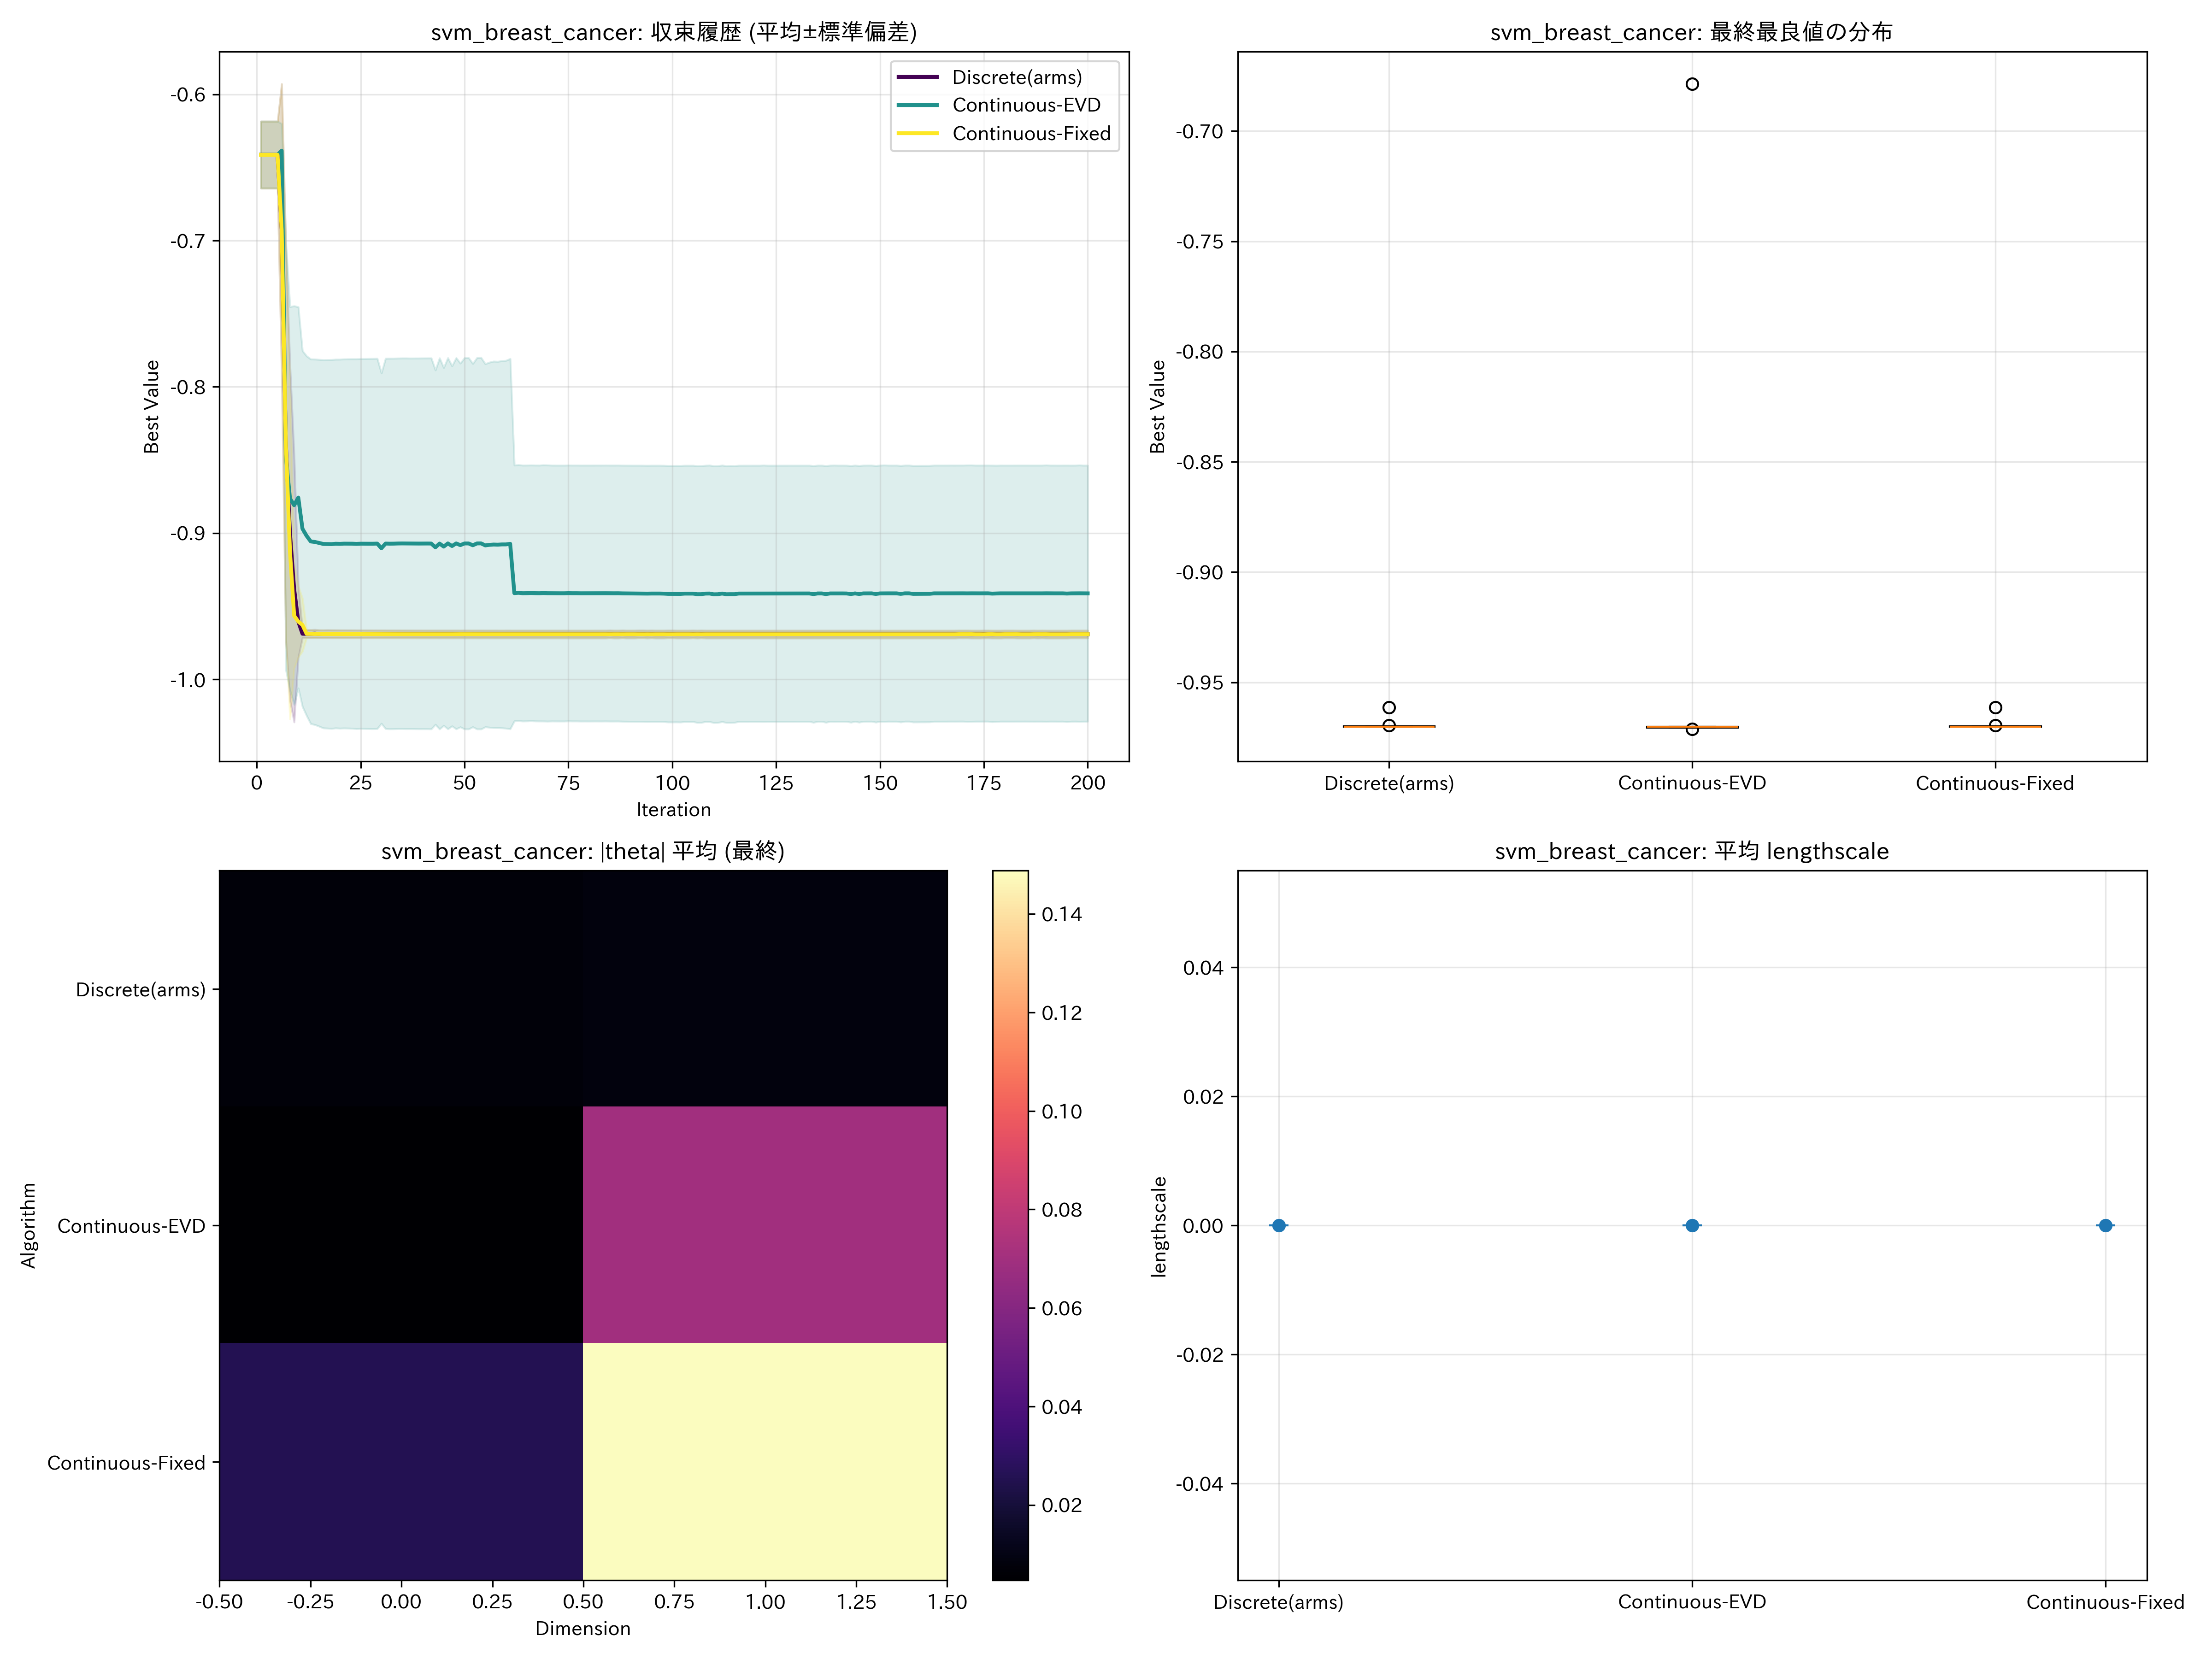 svm_breast_cancer: 収束履歴 (平均±標準偏差)
Best Value
-0.6
-0.7
-0.8
-0.9
-1.0
Discrete(arms)
Continuous-EVD
Continuous-Fixed
0 25 50 75 100 125 150 175 200
Iteration
svm_breast_cancer: 最終最良値の分布
Best Value
-0.70
-0.75
-0.80
-0.85
-0.90
-0.95
Discrete(arms) Continuous-EVD Continuous-Fixed
svm_breast_cancer: |theta| 平均 (最終)
Algorithm
Discrete(arms)
Continuous-EVD
Continuous-Fixed
-0.50 -0.25 0.00 0.25 0.50 0.75 1.00 1.25 1.50
Dimension
0.14
0.12
0.10
0.08
0.06
0.04
0.02
svm_breast_cancer: 平均 lengthscale
lengthscale
0.04
0.02
0.00
-0.02
-0.04
Discrete(arms) Continuous-EVD Continuous-Fixed